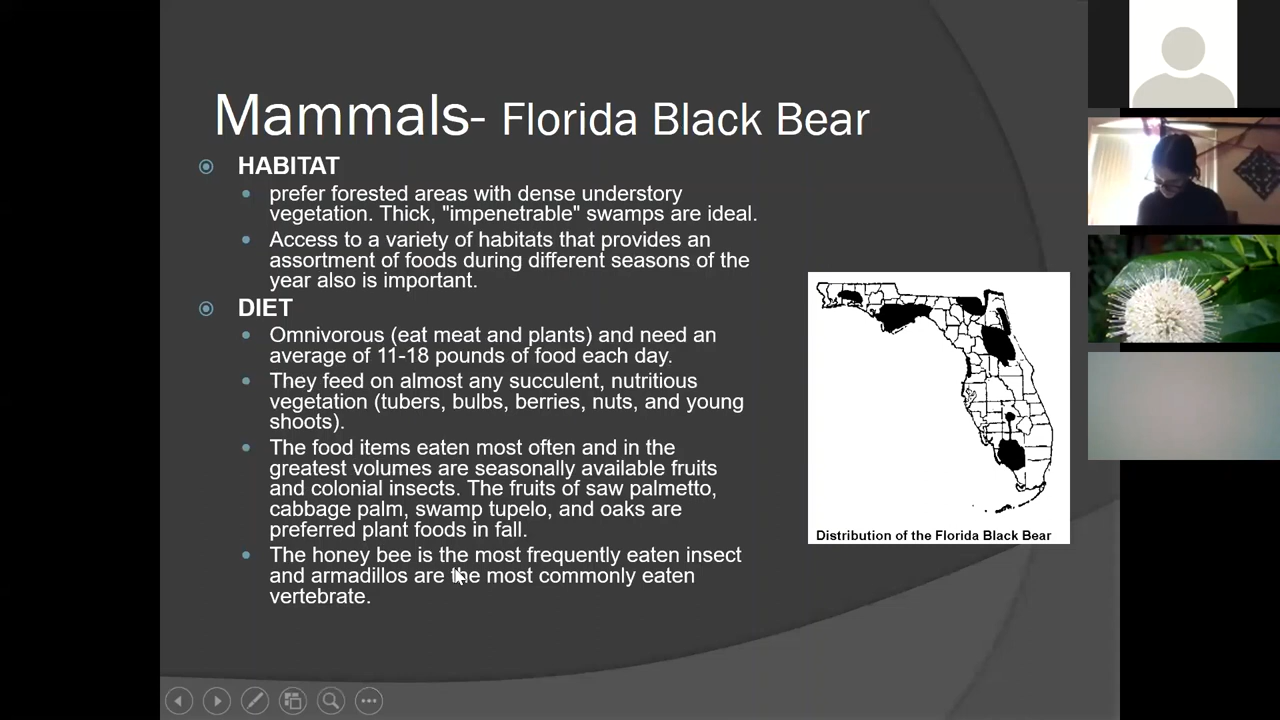 Mammals- Florida Black Bear
HABITAT
prefer forested areas with dense understory
vegetation. Thick, "impenetrable" swamps are ideal.
Access to a variety of habitats that provides an
assortment of foods during different seasons of the
year also is important.
DIET
Omnivorous (eat meat and plants) and need an
average of 11-18 pounds of food each day.
They feed on almost any succulent, nutritious
vegetation (tubers, bulbs, berries, nuts, and young
shoots).
The food items eaten most often and in the
greatest volumes are seasonally available fruits
and colonial insects. The fruits of saw palmetto,
cabbage palm, swamp tupelo, and oaks are
preferred plant foods in fall.
The honey bee is the most frequently eaten insect
and armadillos are the most commonly eaten
vertebrate.
Distribution of the Florida Black Bear